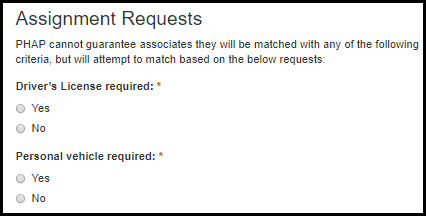 Assignment Requests
PHAP cannot guarantee associates they will be matched with any of the following
criteria, but will attempt to match based on the below requests:
Driver's License required: *
Yes
No
Personal vehicle required: *
Yes
No